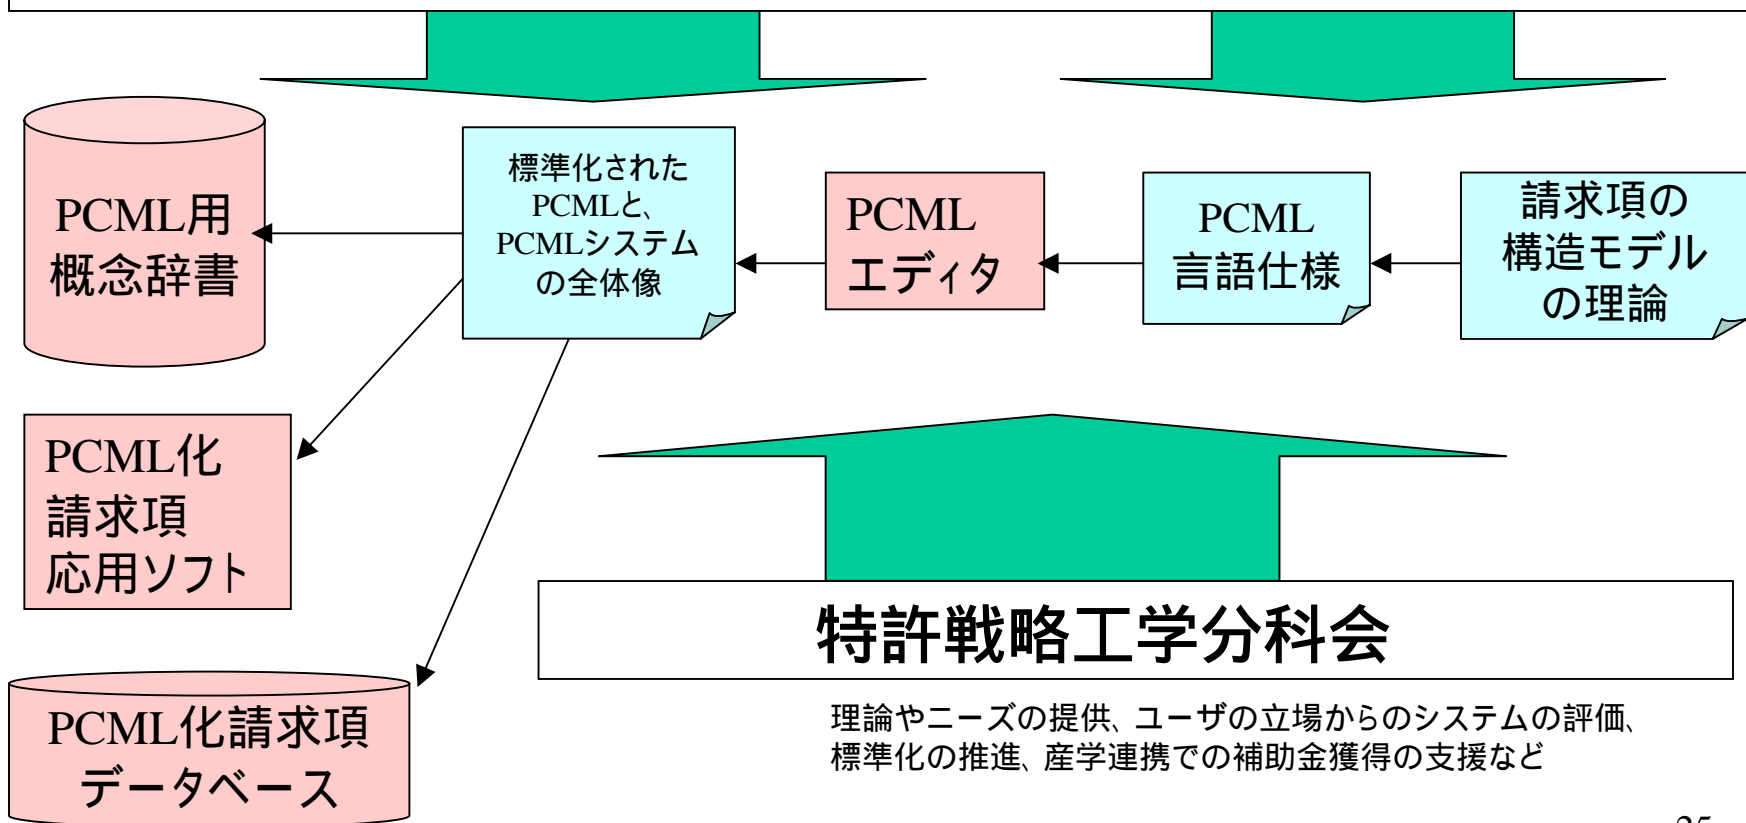 PCML用
概念辞書
標準化された
PCMLと、
PCMLシステム
の全体像
PCML
エディタ
PCML
言語仕様
請求項の
構造モデル
の理論
PCML化
請求項
応用ソフト
特許戦略工学分科会
PCML化請求項
データベース
理論やニーズの提供、ユーザの立場からのシステムの評価、
標準化の推進、産学連携での補助金獲得の支援など